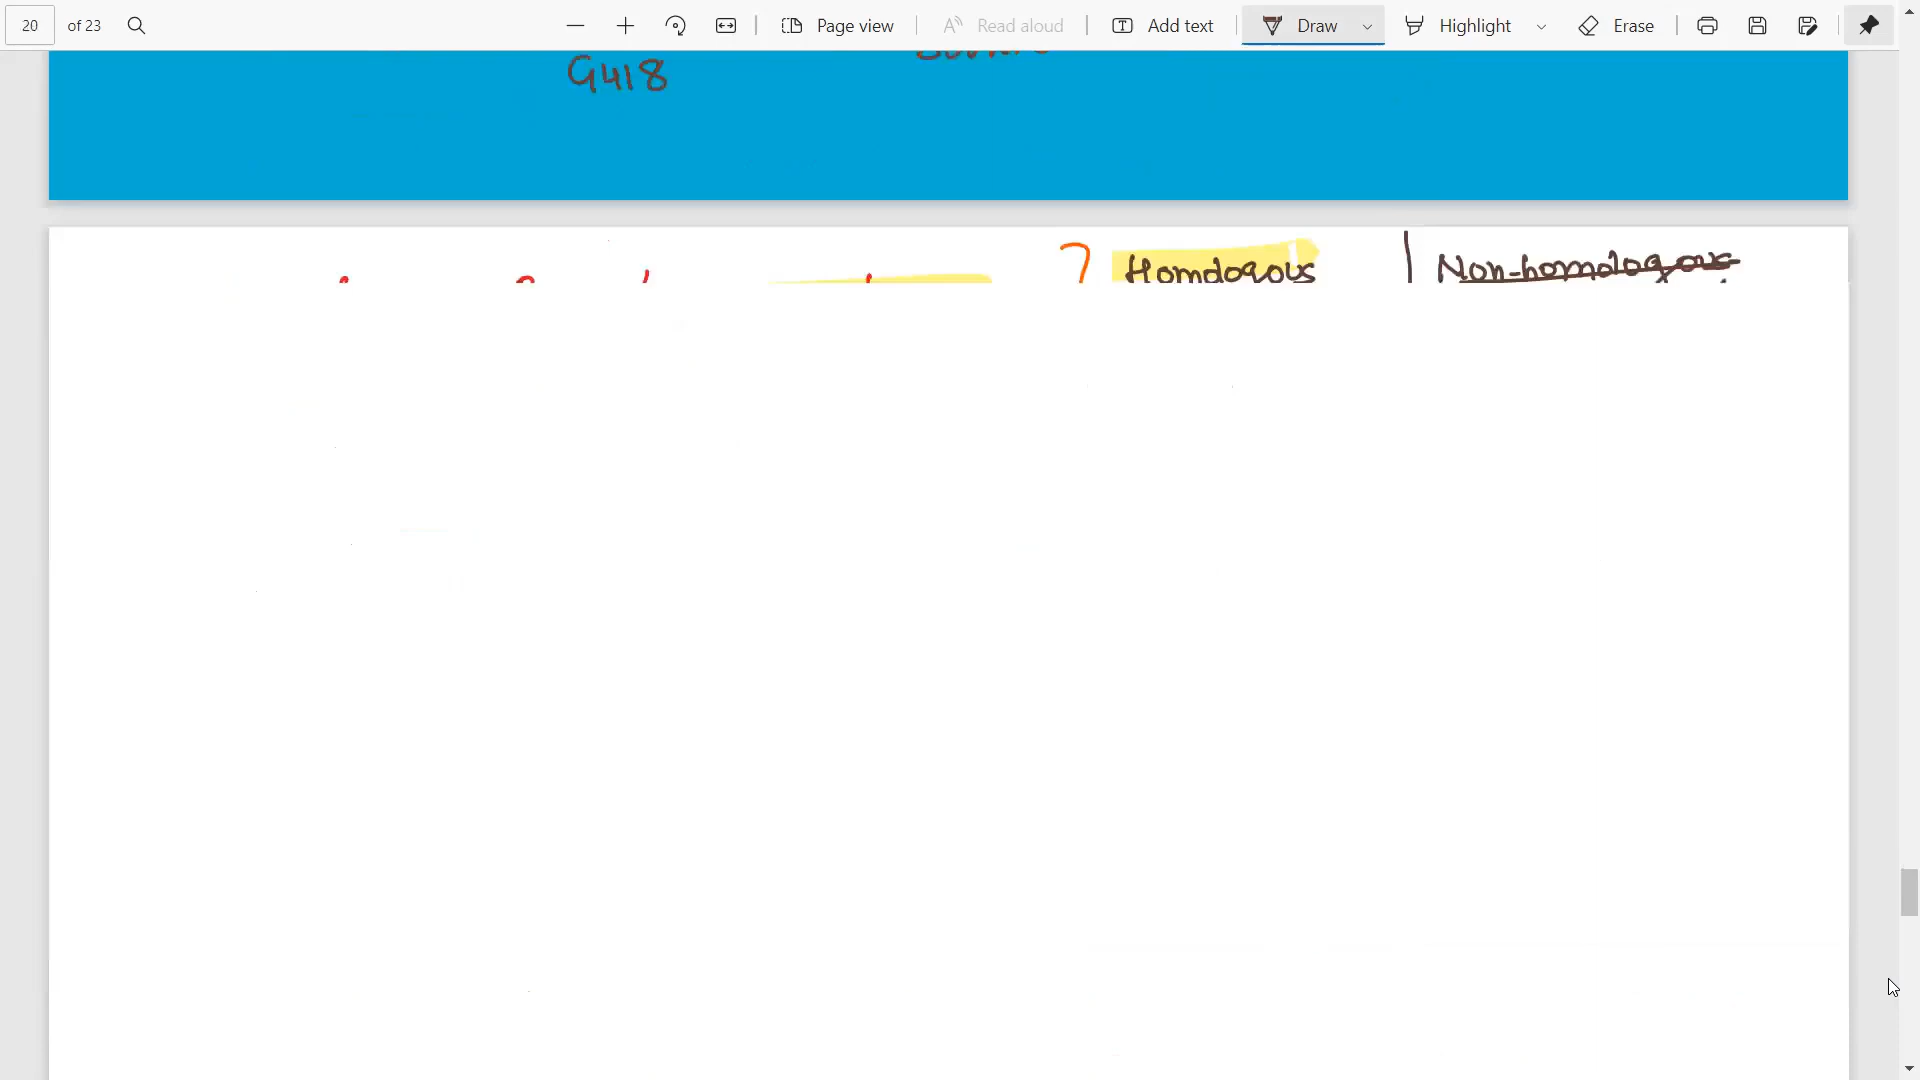 20 of 23 Page view Read aloud Add text Draw Highlight Erase
G418
? Homologous | Non-homologous